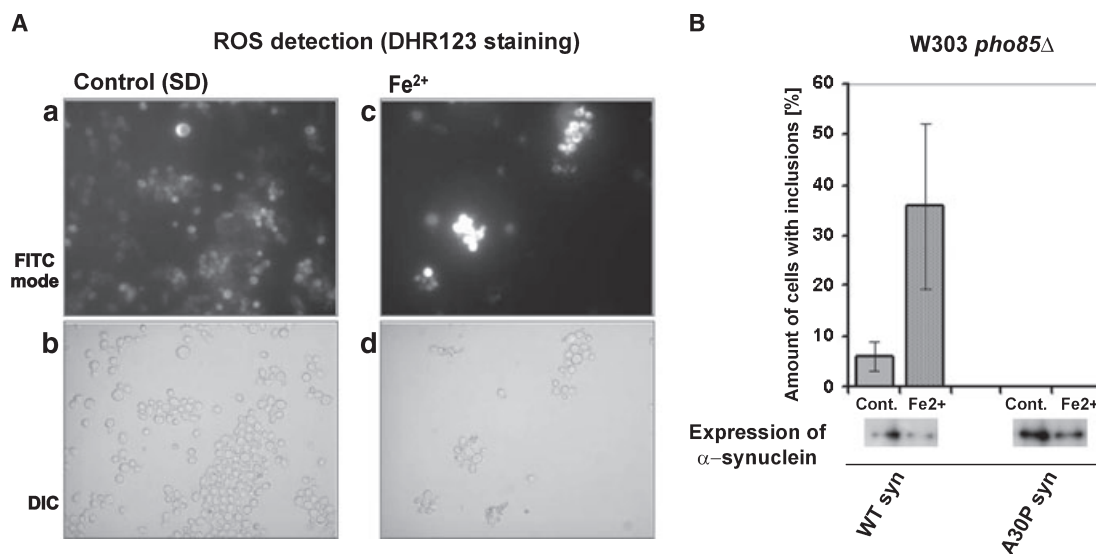 A
ROS detection (DHR123 staining)
Control (SD)
Fe2+
a
c
FITC
mode
b
d
DIC
B
W303 pho85Δ
Amount of cells with inclusions [%]
60
50
40
30
20
10
0
Cont. Fe2+ Cont. Fe2+
Expression of
α–synuclein
WT syn
A30P syn